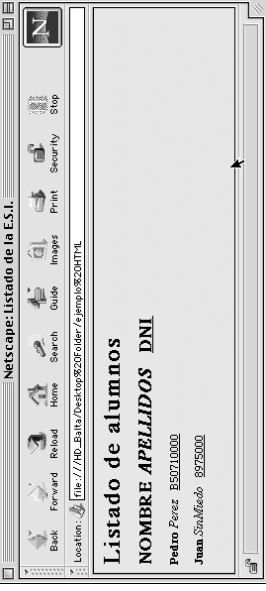 Netscape: Listado de la E.S.I.
Back Forward Reload Home Search Guide Images Print Security Stop
N
Location: file:///HD_Balta/Desktop%20Folder/ejemplo%20HTML
Listado de alumnos
NOMBRE APELLIDOS DNI
Pedro Perez B50710000
Juan SinMiedo 8975000